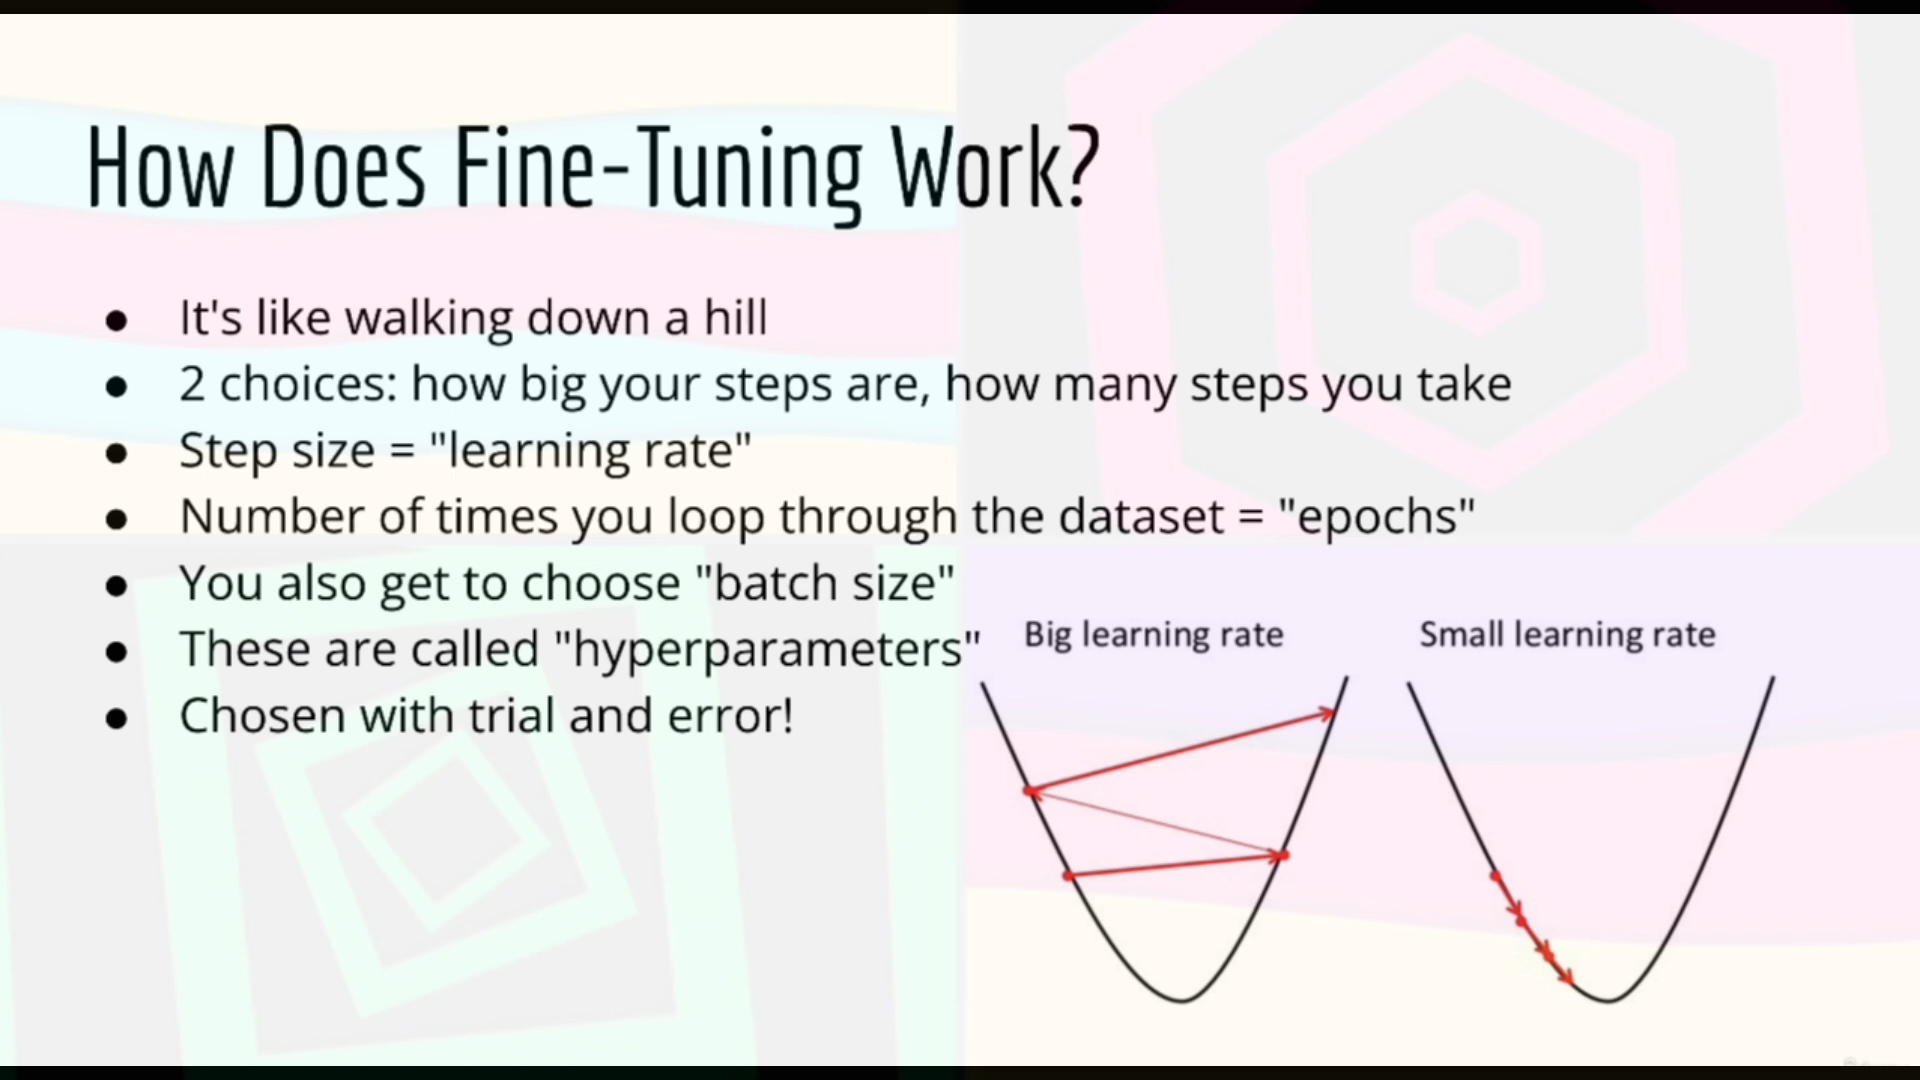 How Does Fine-Tuning Work?
● It's like walking down a hill
● 2 choices: how big your steps are, how many steps you take
● Step size = "learning rate"
● Number of times you loop through the dataset = "epochs"
● You also get to choose "batch size"
● These are called "hyperparameters"
● Chosen with trial and error!
Big learning rate
Small learning rate